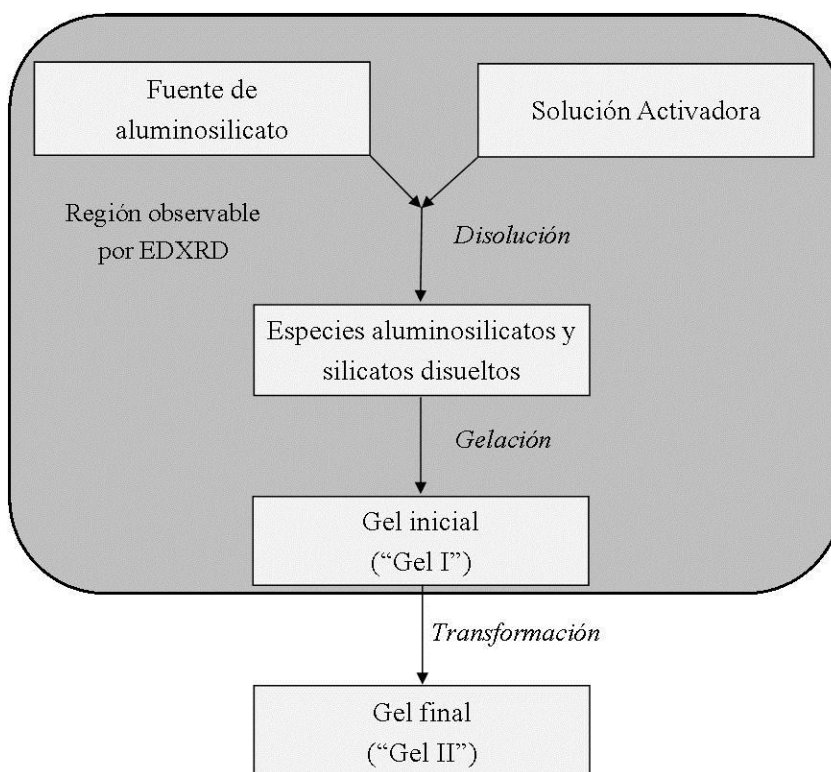 Fuente de
aluminosilicato
Solución Activadora
Región observable
por EDXRD
Disolución
Especies aluminosilicatos y
silicatos disueltos
Gelación
Gel inicial
(“Gel I”)
Transformación
Gel final
(“Gel II”)